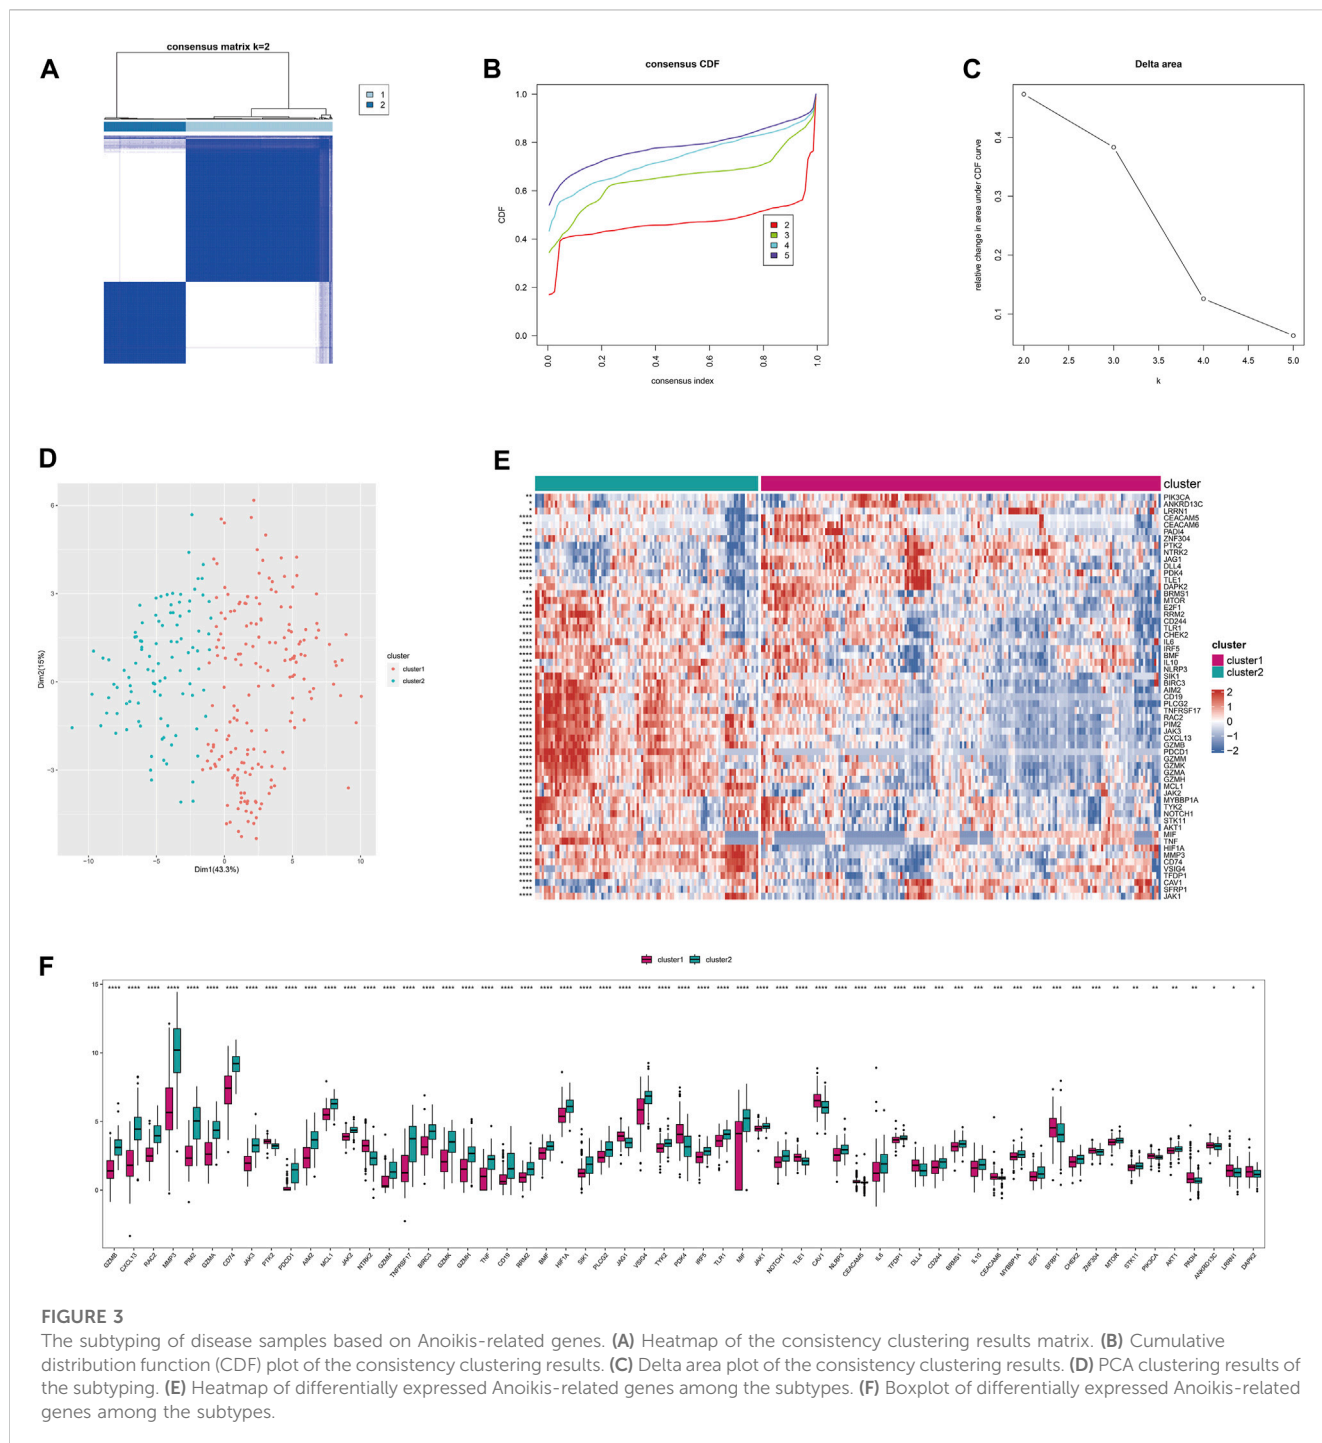 A
consensus matrix k=2
1
2
B
consensus CDF
CDF
1.0
0.8
0.6
0.4
0.2
0.0
2
3
4
5
0.0
0.2
0.4
0.6
0.8
1.0
consensus index
C
Delta area
relative change in area under CDF curve
0.4
0.3
0.2
0.1
2.0
2.5
3.0
3.5
4.0
4.5
5.0
k
D
Dim2(15%)
6
3
0
−3
−10
−5
0
5
10
Dim1(43.3%)
cluster
cluster1
cluster2
E
cluster
PIK3CA
ANKRD13C
LRRN1
CEACAM5
CEACAM6
PADI4
ZNF304
PTK2
NTRK2
JAG1
DLL4
PDK4
TLE1
DAPK2
BRMS1
MTOR
E2F1
RRM2
CD244
TLR1
CHEK2
IL6
IRF5
BMF
IL10
NLRP3
SIK1
BIRC3
AIM2
CD19
PLCG2
TNFRSF17
RAC2
PIM2
JAK3
CXCL13
GZMB
PDCD1
GZMM
GZMK
GZMA
GZMH
MCL1
JAK2
MYBBP1A
TYK2
NOTCH1
STK11
AKT1
MIF
TNF
HIF1A
MMP3
CD74
VSIG4
TFDP1
CAV1
SFRP1
JAK1
cluster
cluster1
cluster2
2
1
0
−1
−2
F
cluster1
cluster2
15
10
5
0
GZMB
CXCL13
RAC2
MMP3
PIM2
GZMA
CD74
JAK3
PTK2
PDCD1
AIM2
MCL1
JAK2
NTRK2
GZMM
TNFRSF17
BIRC3
GZMK
GZMH
TNF
CD19
RRM2
BMF
HIF1A
SIK1
PLCG2
JAG1
VSIG4
TYK2
PDK4
IRF5
TLR1
MIF
JAK1
NOTCH1
TLE1
CAV1
NLRP3
CEACAM5
IL6
TFDP1
DLL4
CD244
BRMS1
IL10
CEACAM6
MYBBP1A
E2F1
SFRP1
CHEK2
ZNF304
MTOR
STK11
PIK3CA
AKT1
PADI4
ANKRD13C
LRRN1
DAPK2
FIGURE 3
The subtyping of disease samples based on Anoikis-related genes. (A) Heatmap of the consistency clustering results matrix. (B) Cumulative
distribution function (CDF) plot of the consistency clustering results. (C) Delta area plot of the consistency clustering results. (D) PCA clustering results of
the subtyping. (E) Heatmap of differentially expressed Anoikis-related genes among the subtypes. (F) Boxplot of differentially expressed Anoikis-related
genes among the subtypes.